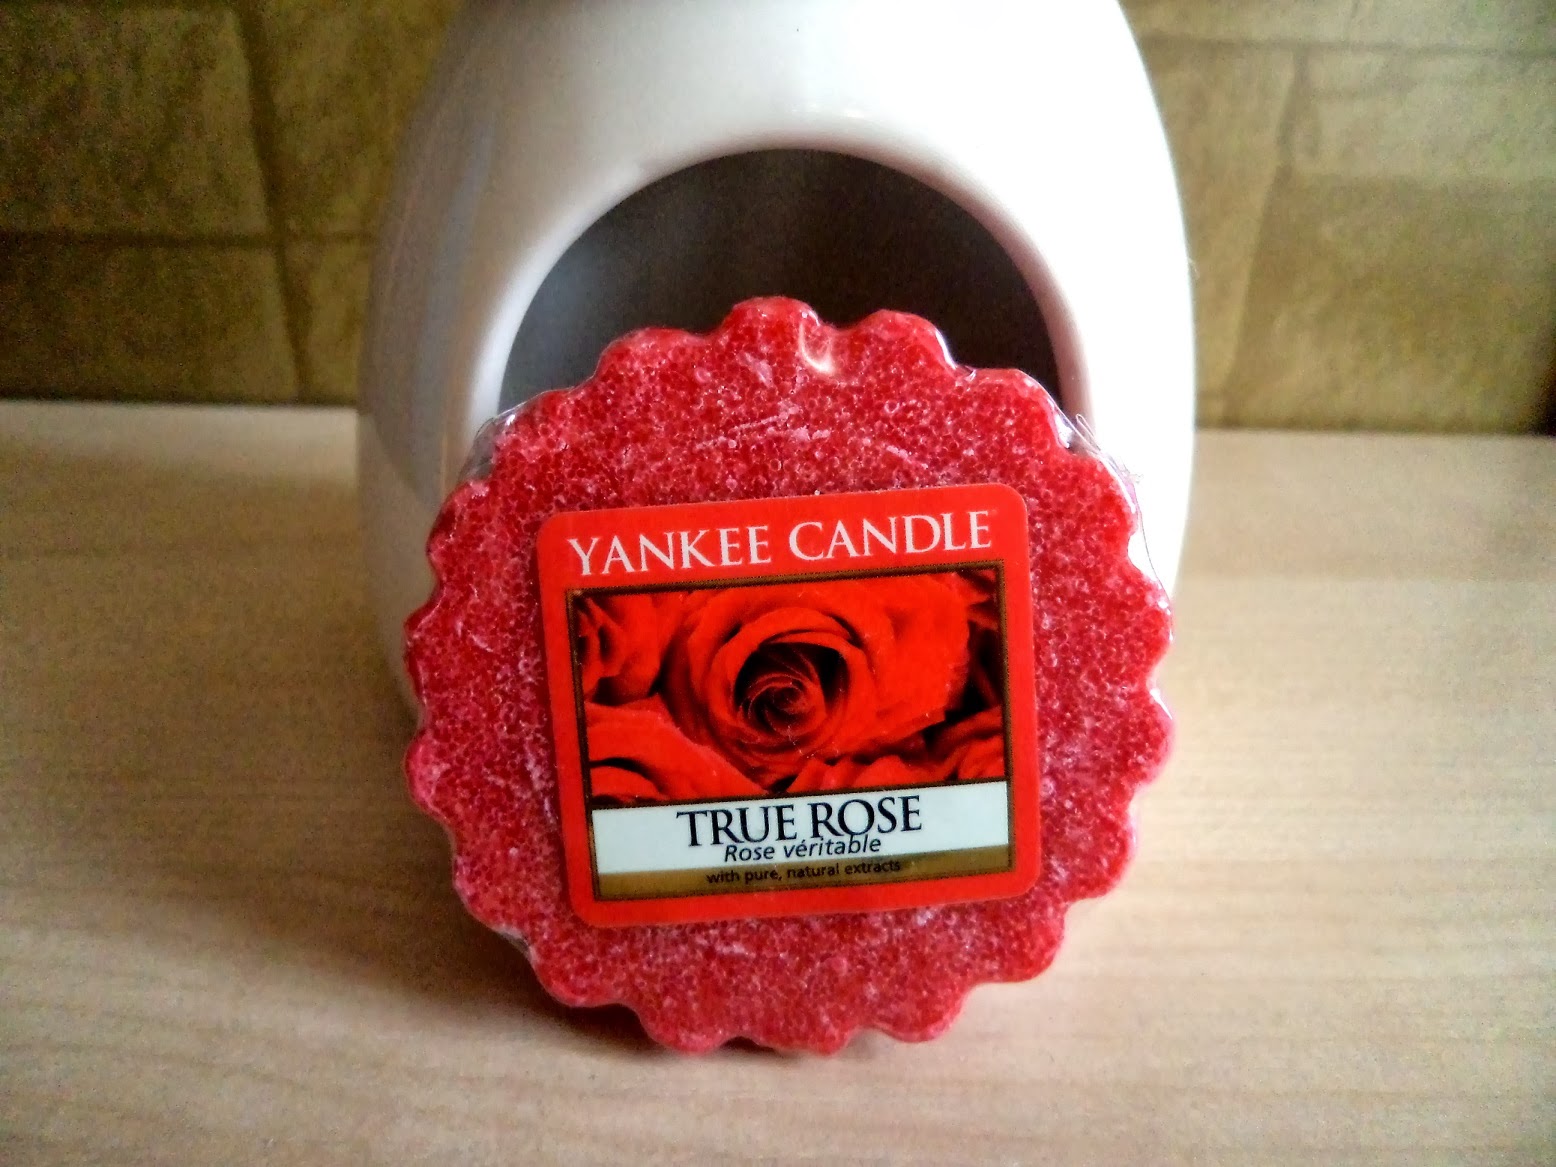 YANKEE CANDLE
TRUE ROSE
Rose véritable
with pure, natural extracts